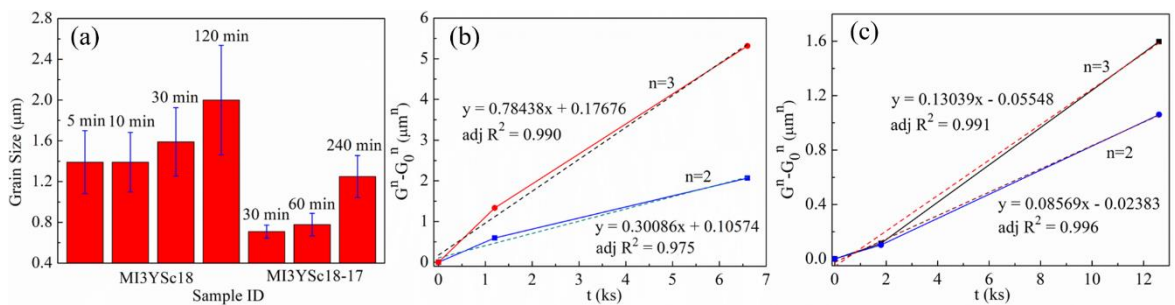 (a)
2.8
2.4
2.0
1.6
1.2
0.8
0.4
Grain Size (μm)
5 min
10 min
30 min
120 min
30 min
60 min
240 min
MI3YSc18
MI3YSc18-17
Sample ID
(b)
6
5
4
3
2
1
0
Gⁿ-G₀ⁿ (μmⁿ)
n=3
y = 0.78438x + 0.17676
adj R² = 0.990
n=2
y = 0.30086x + 0.10574
adj R² = 0.975
0 1 2 3 4 5 6 7
t (ks)
(c)
1.6
1.2
0.8
0.4
0.0
Gⁿ-G₀ⁿ (μmⁿ)
n=3
y = 0.13039x - 0.05548
adj R² = 0.991
n=2
y = 0.08569x - 0.02383
adj R² = 0.996
0 2 4 6 8 10 12
t (ks)